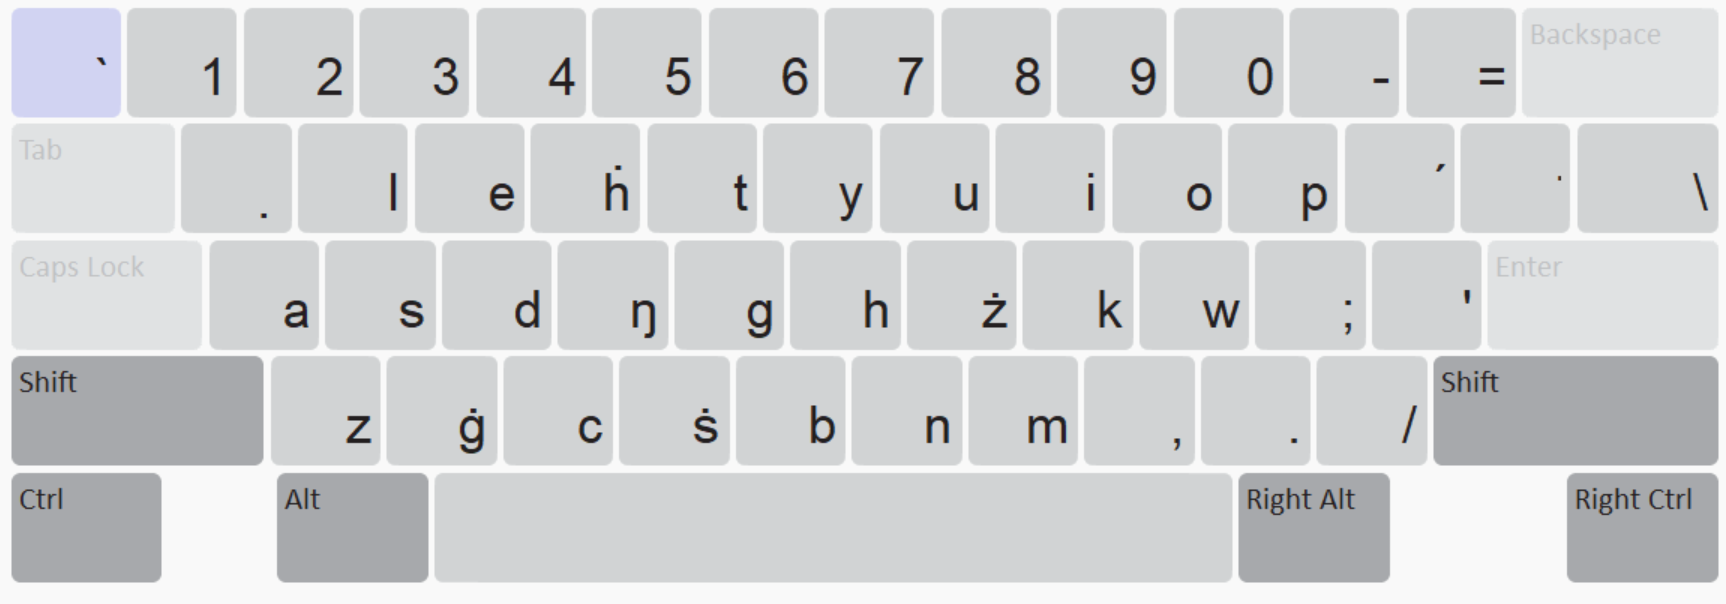 ` 1 2 3 4 5 6 7 8 9 0 - = Backspace
Tab . l e ḣ t y u i o p ´ ˙ \
Caps Lock a s d ŋ g h ż k w ; ' Enter
Shift z ġ c ṡ b n m , . / Shift
Ctrl Alt Right Alt Right Ctrl